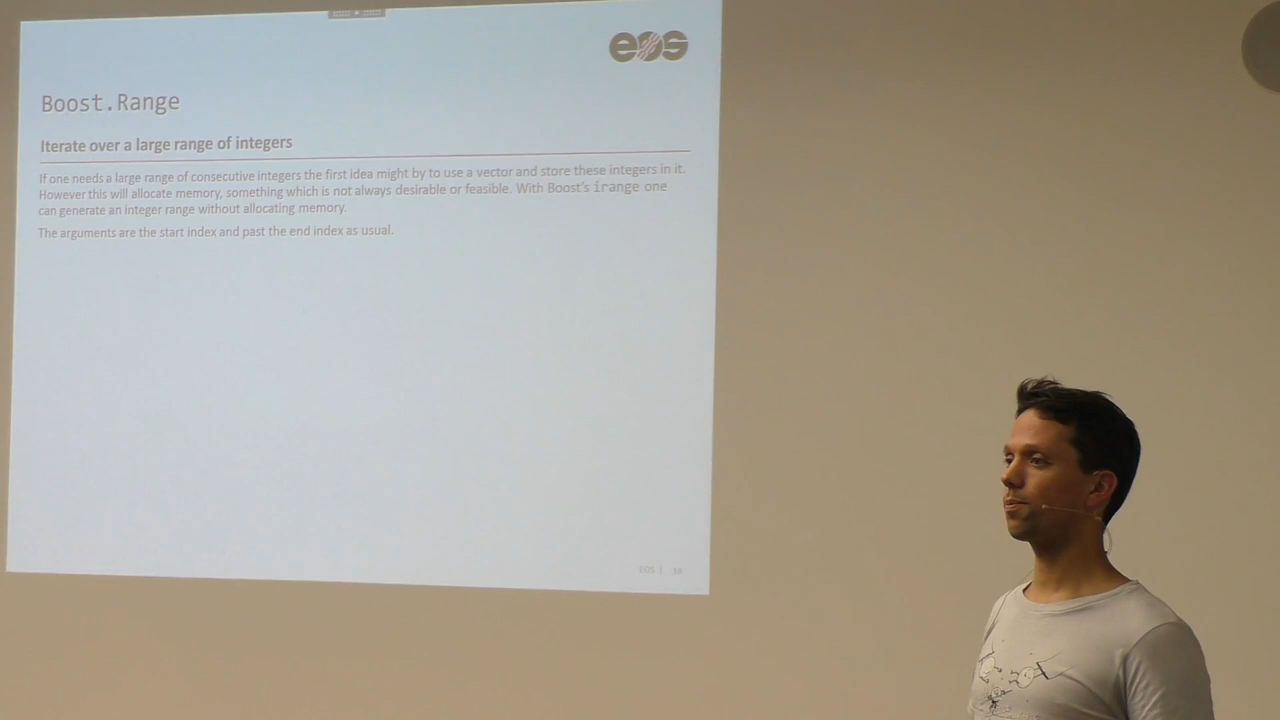 eos
Boost.Range
Iterate over a large range of integers
If one needs a large range of consecutive integers the first idea might by to use a vector and store these integers in it.
However this will allocate memory, something which is not always desirable or feasible. With Boost's irange one
can generate an integer range without allocating memory.
The arguments are the start index and past the end index as usual.
EOS |